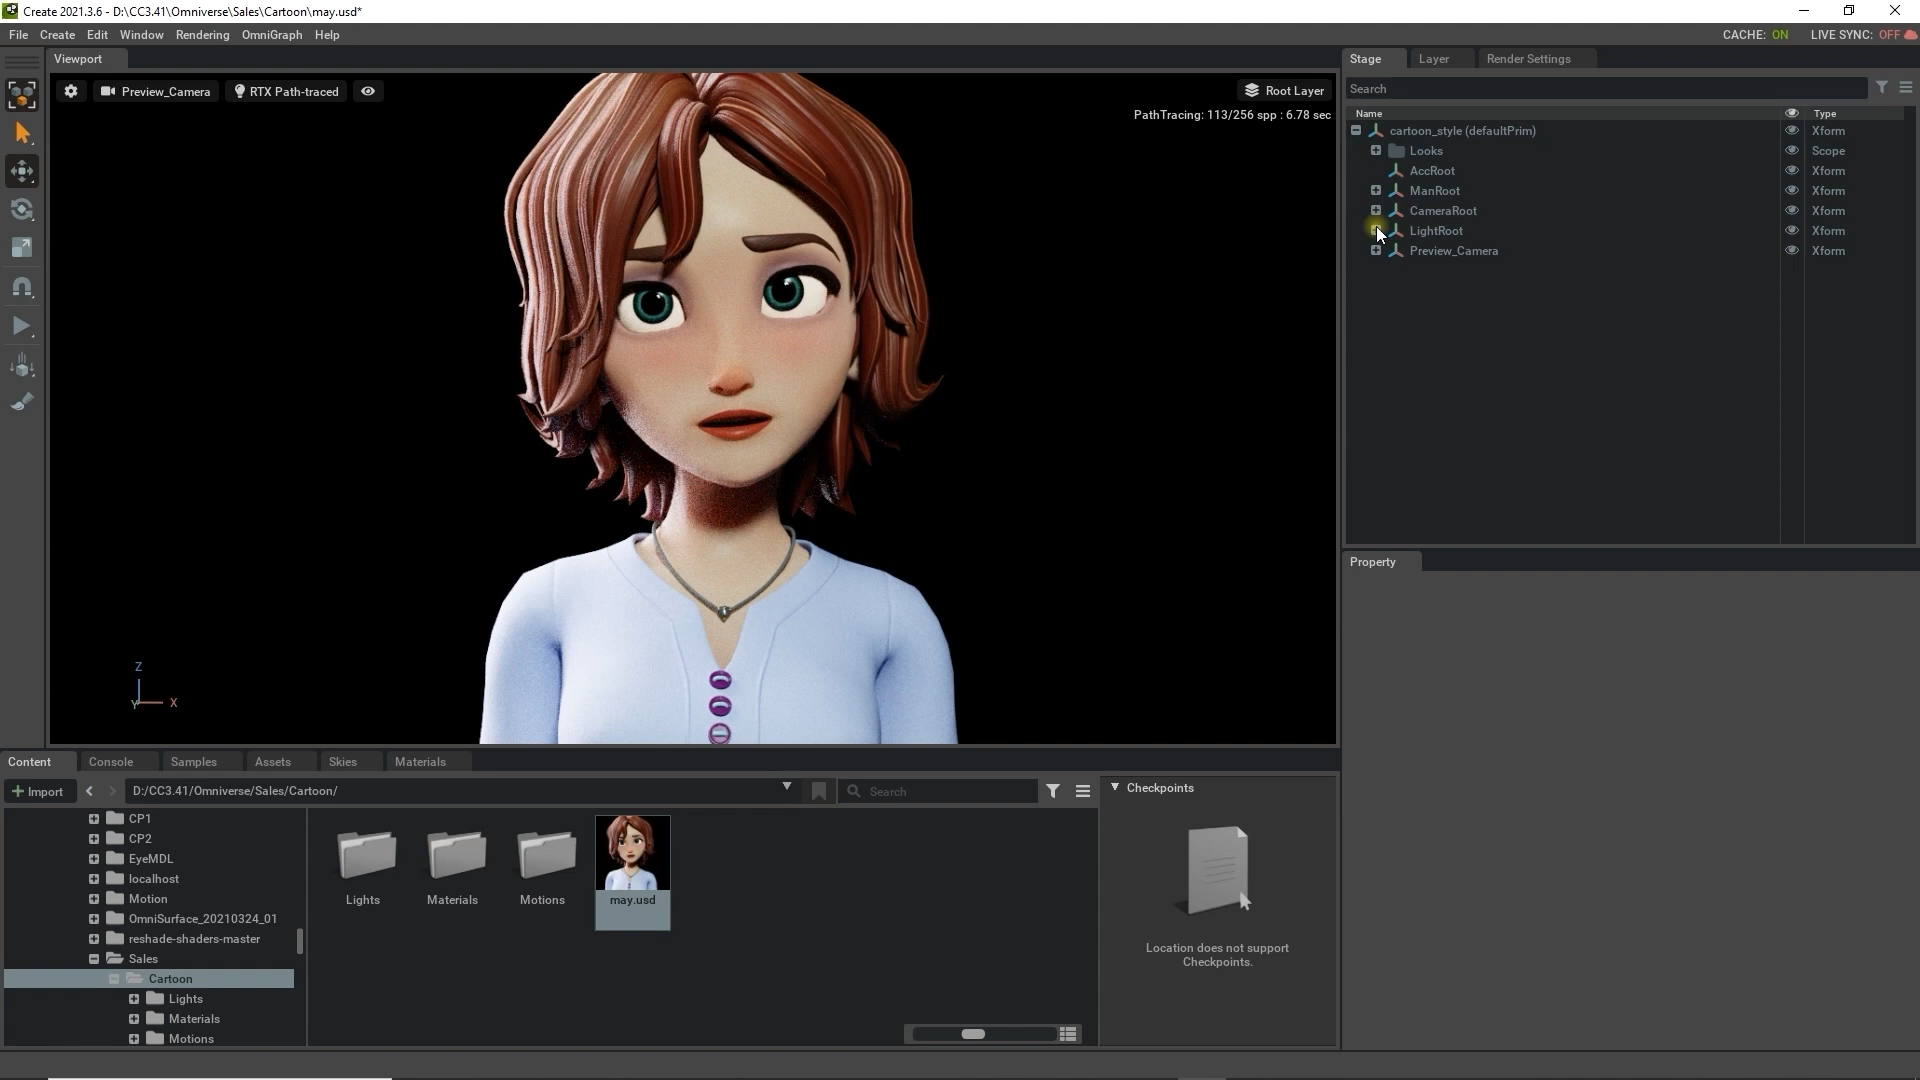 Create 2021.3.6 - D:\CC3.41\Omniverse\Sales\Cartoon\may.usd*
File Create Edit Window Rendering OmniGraph Help
CACHE: ON LIVE SYNC: OFF
Viewport
Preview_Camera RTX Path-traced
Root Layer
PathTracing: 113/256 spp : 6.78 sec
Z
Y X
Stage Layer Render Settings
Search
Name Type
cartoon_style (defaultPrim) Xform
Looks Scope
AccRoot Xform
ManRoot Xform
CameraRoot Xform
LightRoot Xform
Preview_Camera Xform
Property
Content Console Samples Assets Skies Materials
Import D:/CC3.41/Omniverse/Sales/Cartoon/ Search
CP1
CP2
EyeMDL
localhost
Motion
OmniSurface_20210324_01
reshade-shaders-master
Sales
Cartoon
Lights
Materials
Motions
Lights Materials Motions may.usd
Checkpoints
Location does not support
Checkpoints.